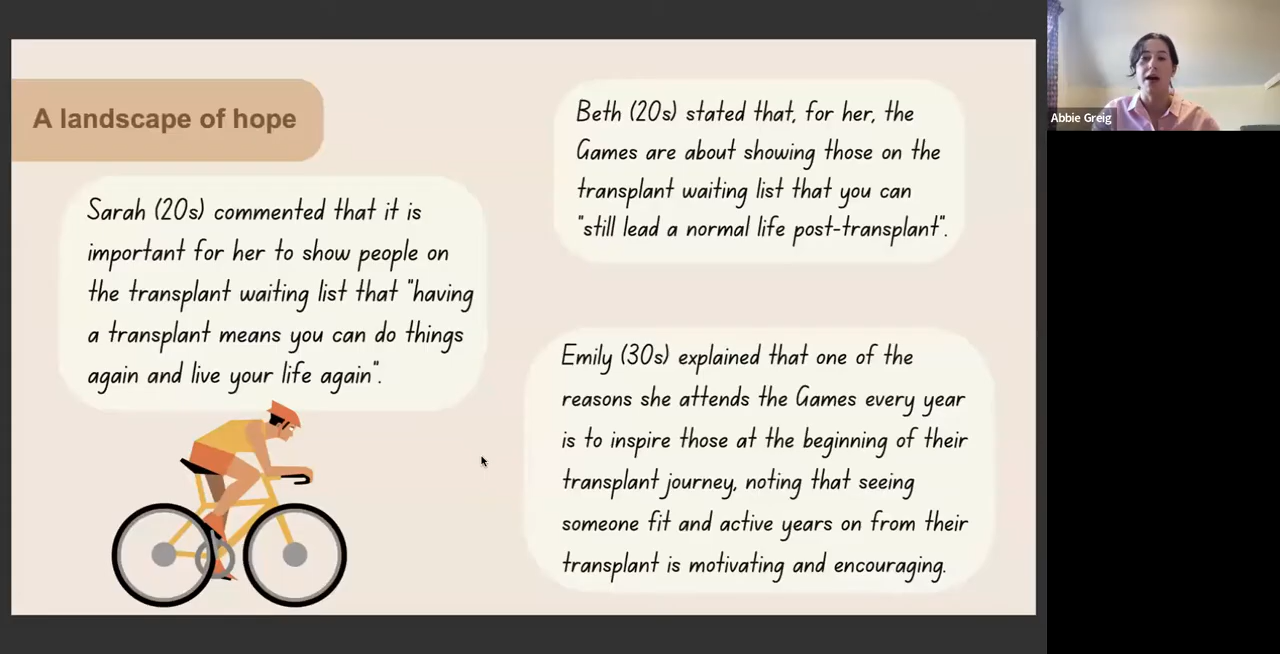 A landscape of hope
Sarah (20s) commented that it is
important for her to show people on
the transplant waiting list that "having
a transplant means you can do things
again and live your life again".
Beth (20s) stated that, for her, the
Games are about showing those on the
transplant waiting list that you can
"still lead a normal life post-transplant".
Emily (30s) explained that one of the
reasons she attends the Games every year
is to inspire those at the beginning of their
transplant journey, noting that seeing
someone fit and active years on from their
transplant is motivating and encouraging.
Abbie Greig